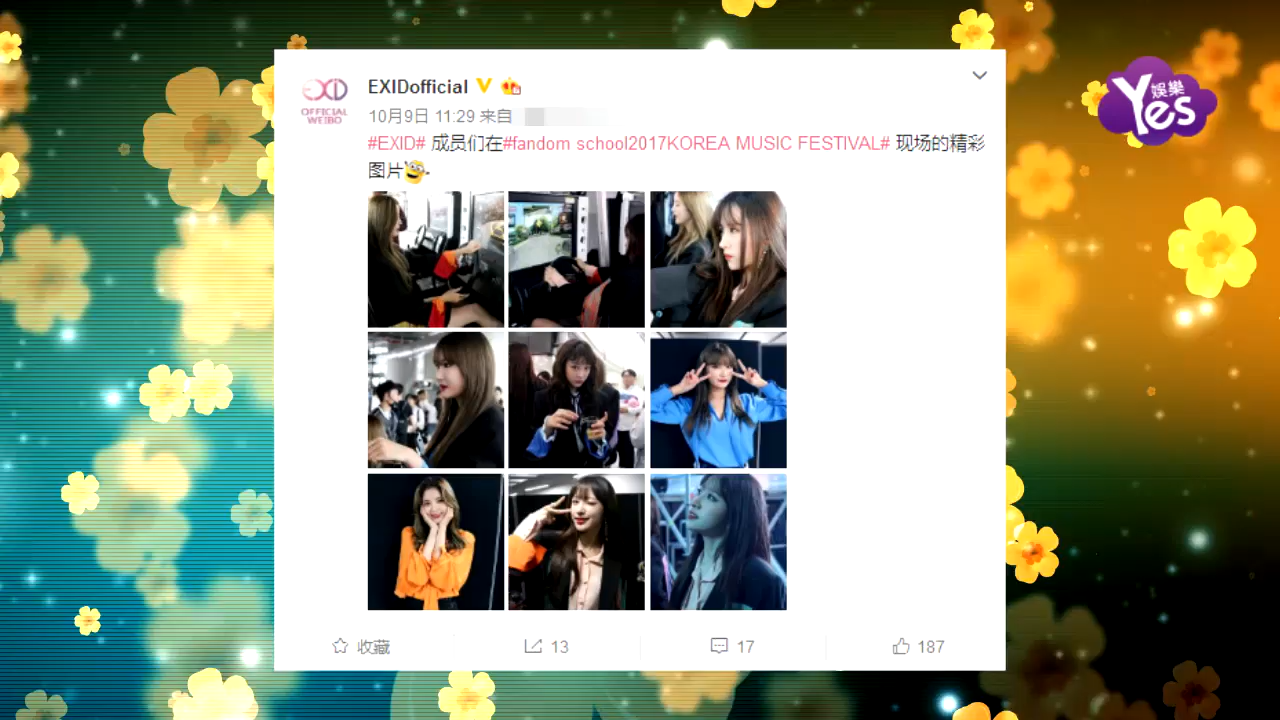 EXIDofficial
10月9日 11:29 来自
EXID
OFFICIAL
WEIBO
#EXID# 成员们在#fandom school2017KOREA MUSIC FESTIVAL# 现场的精彩
图片
收藏
13
17
187
Yes
娛樂